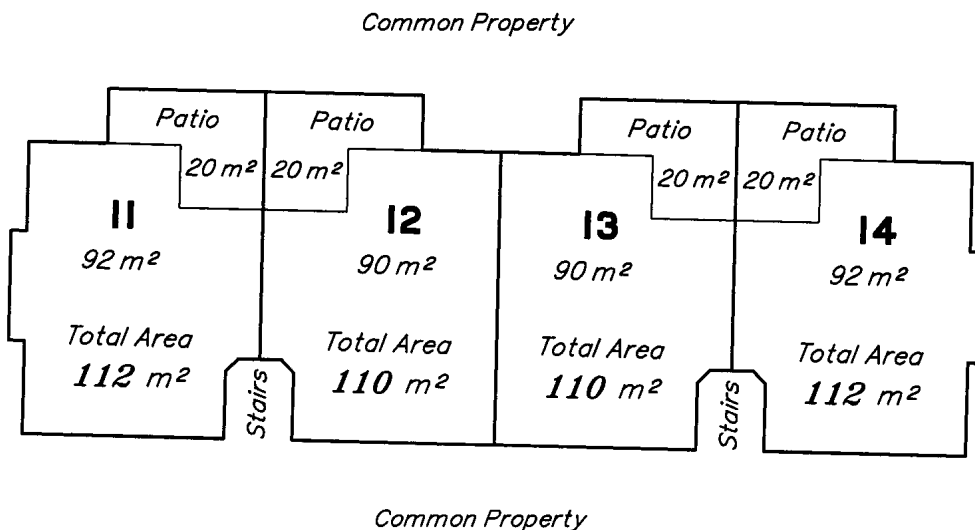 Common Property
Patio
20 m²
11
92 m²
Total Area
112 m²
Stairs
Patio
20 m²
12
90 m²
Total Area
110 m²
Patio
20 m²
13
90 m²
Total Area
110 m²
Stairs
Patio
20 m²
14
92 m²
Total Area
112 m²
Common Property